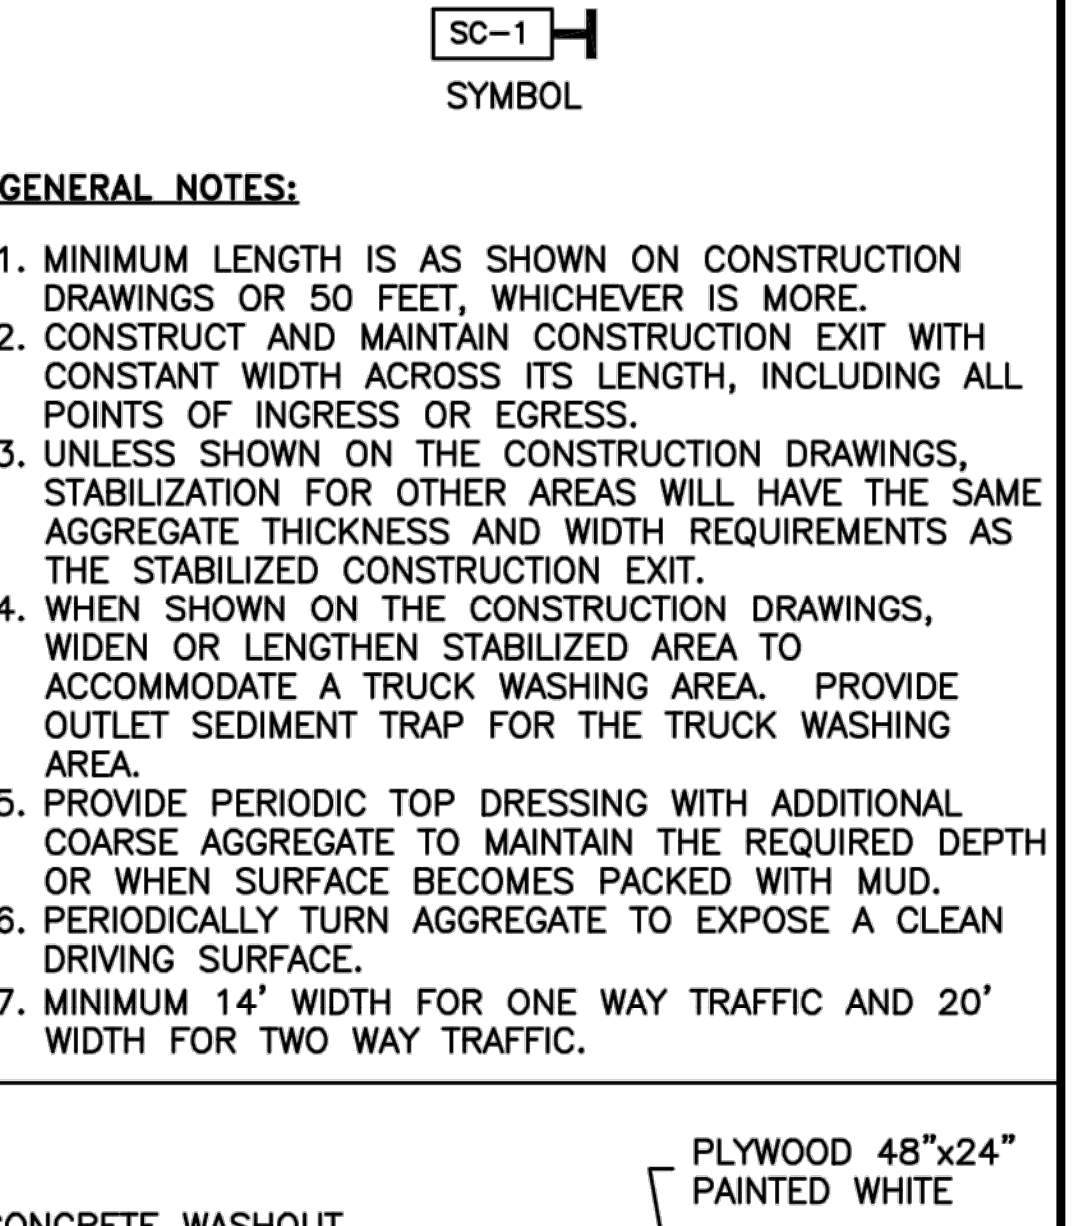 SC-1
SYMBOL
GENERAL NOTES:
1. MINIMUM LENGTH IS AS SHOWN ON CONSTRUCTION
DRAWINGS OR 50 FEET, WHICHEVER IS MORE.
2. CONSTRUCT AND MAINTAIN CONSTRUCTION EXIT WITH
CONSTANT WIDTH ACROSS ITS LENGTH, INCLUDING ALL
POINTS OF INGRESS OR EGRESS.
3. UNLESS SHOWN ON THE CONSTRUCTION DRAWINGS,
STABILIZATION FOR OTHER AREAS WILL HAVE THE SAME
AGGREGATE THICKNESS AND WIDTH REQUIREMENTS AS
THE STABILIZED CONSTRUCTION EXIT.
4. WHEN SHOWN ON THE CONSTRUCTION DRAWINGS,
WIDEN OR LENGTHEN STABILIZED AREA TO
ACCOMMODATE A TRUCK WASHING AREA. PROVIDE
OUTLET SEDIMENT TRAP FOR THE TRUCK WASHING
AREA.
5. PROVIDE PERIODIC TOP DRESSING WITH ADDITIONAL
COARSE AGGREGATE TO MAINTAIN THE REQUIRED DEPTH
OR WHEN SURFACE BECOMES PACKED WITH MUD.
6. PERIODICALLY TURN AGGREGATE TO EXPOSE A CLEAN
DRIVING SURFACE.
7. MINIMUM 14' WIDTH FOR ONE WAY TRAFFIC AND 20'
WIDTH FOR TWO WAY TRAFFIC.
PLYWOOD 48"x24"
PAINTED WHITE
CONCRETE WASHOUT